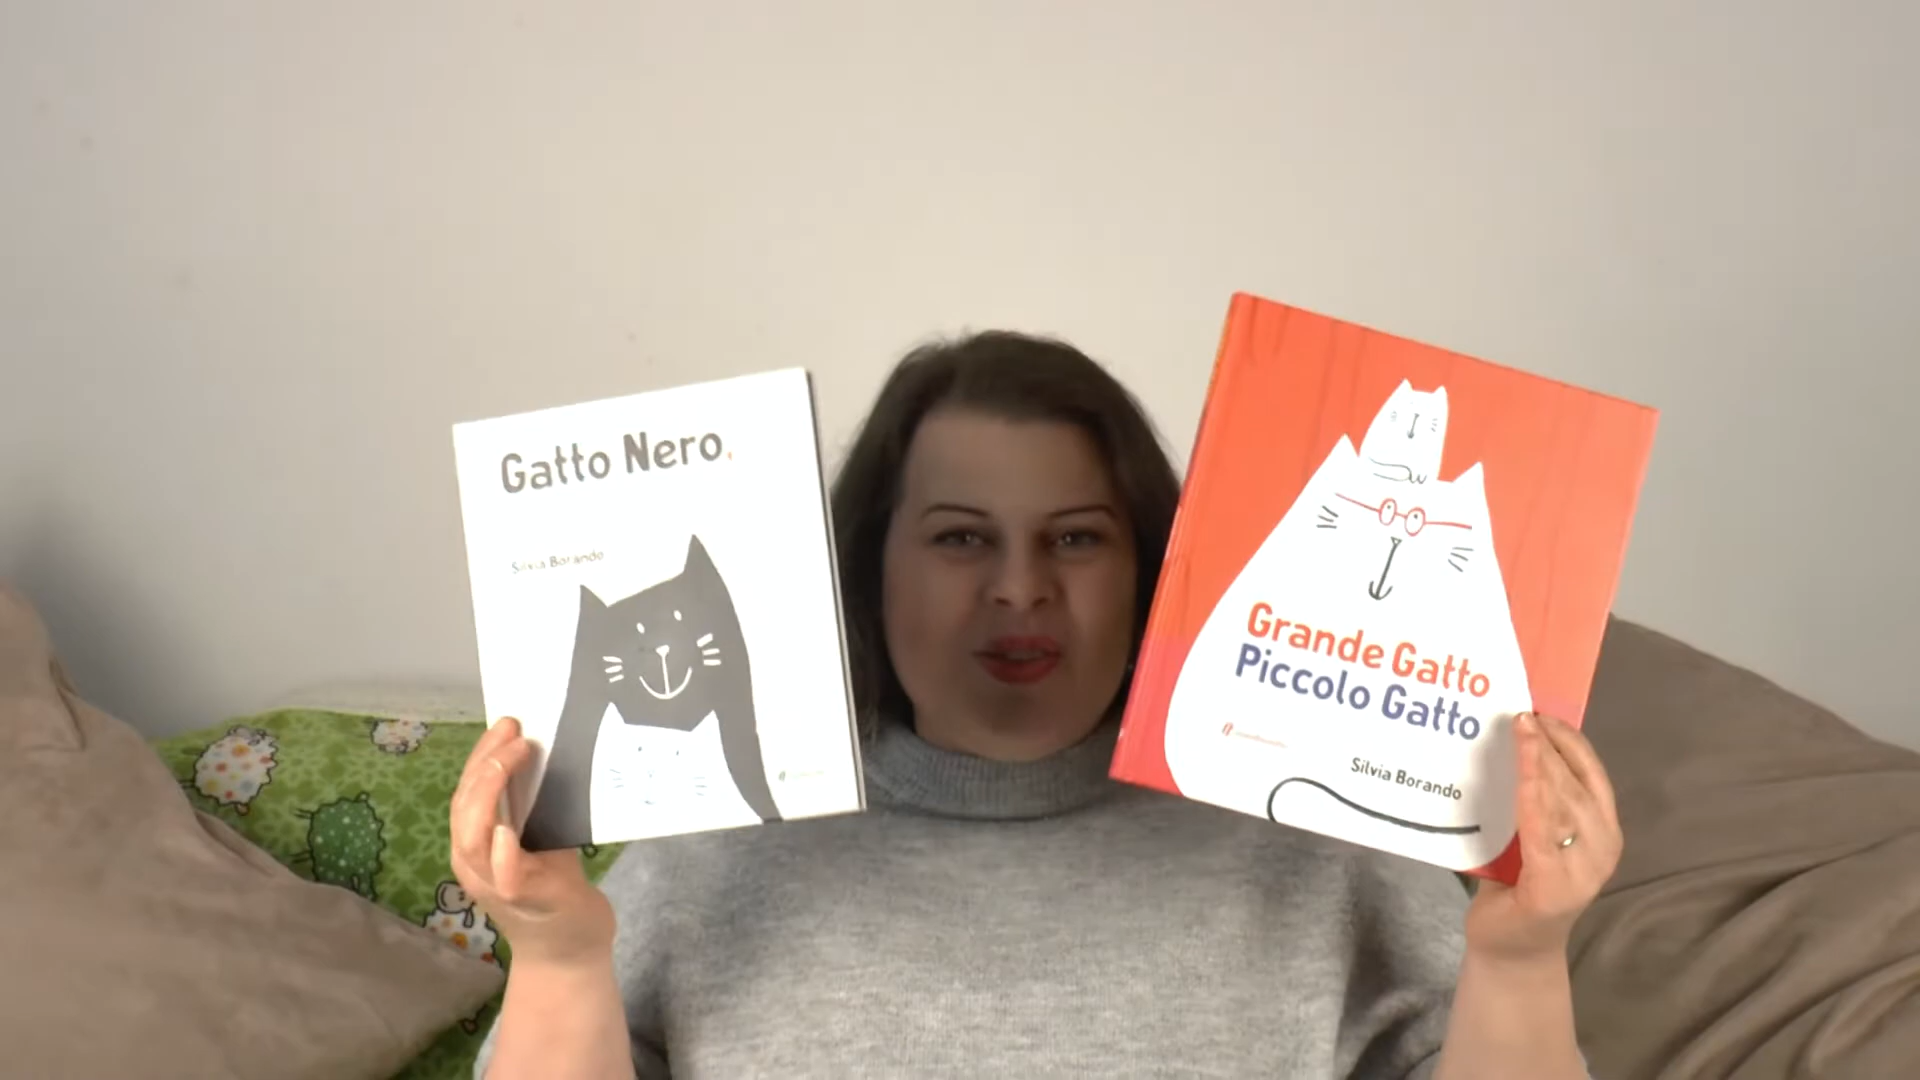 Gatto Nero,
Silvia Borando
Grande Gatto
Piccolo Gatto
Silvia Borando